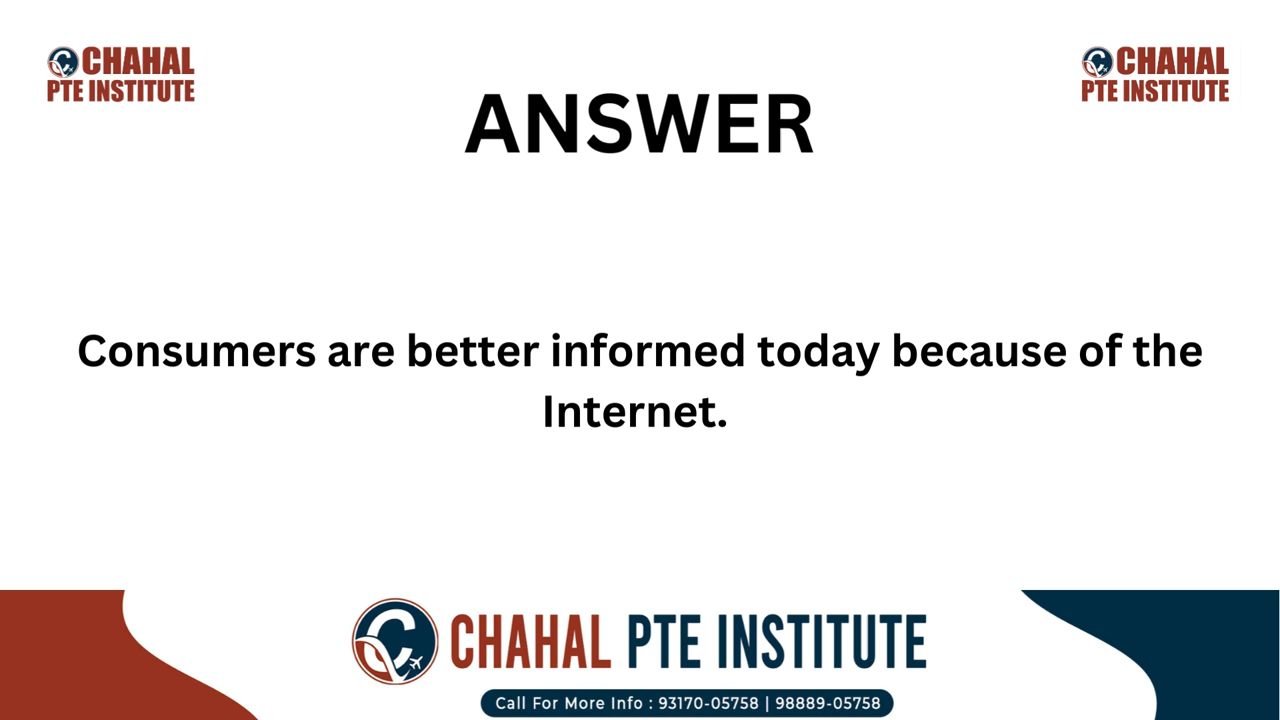 CHAHAL
PTE INSTITUTE
CHAHAL
PTE INSTITUTE
ANSWER
Consumers are better informed today because of the
Internet.
CHAHAL PTE INSTITUTE
Call For More Info : 93170-05758 | 98889-05758